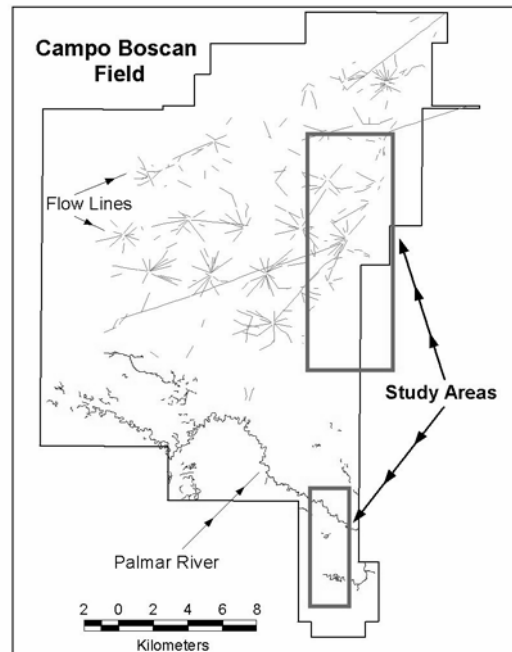 Campo Boscan
Field
Flow Lines
Study Areas
Palmar River
2 0 2 4 6 8
Kilometers